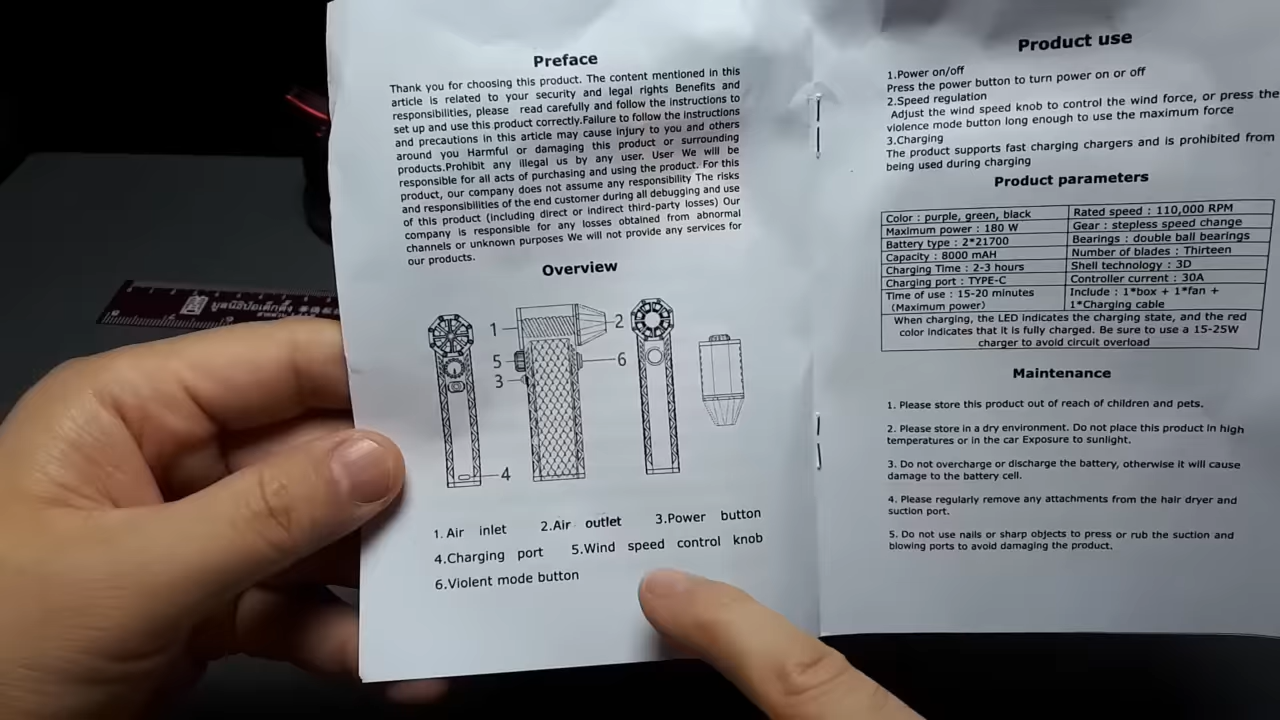 Preface
Thank you for choosing this product. The content mentioned in this
article is related to your security and legal rights Benefits and
responsibilities, please read carefully and follow the instructions to
set up and use this product correctly.Failure to follow the instructions
and precautions in this article may cause injury to you and others
around you Harmful or damaging this product or surrounding
products.Prohibit any illegal us by any user. User We will be
responsible for all acts of purchasing and using the product. For this
product, our company does not assume any responsibility The risks
and responsibilities of the end customer during all debugging and use
of this product (including direct or indirect third-party losses) Our
company is responsible for any losses obtained from abnormal
channels or unknown purposes We will not provide any services for
our products.
Overview
1
2
5
6
3
4
1. Air inlet 2.Air outlet 3.Power button
4.Charging port 5.Wind speed control knob
6.Violent mode button
Product use
1.Power on/off
Press the power button to turn power on or off
2.Speed regulation
Adjust the wind speed knob to control the wind force, or press the
violence mode button long enough to use the maximum force
3.Charging
The product supports fast charging chargers and is prohibited from
being used during charging
Product parameters
Color : purple, green, black
Rated speed : 110,000 RPM
Maximum power : 180 W
Gear : stepless speed change
Battery type : 2*21700
Bearings : double ball bearings
Capacity : 8000 mAH
Number of blades : Thirteen
Charging Time : 2-3 hours
Shell technology : 3D
Charging port : TYPE-C
Controller current : 30A
Time of use : 15-20 minutes
(Maximum power)
Include : 1*box + 1*fan +
1*Charging cable
When charging, the LED indicates the charging state, and the red
color indicates that it is fully charged. Be sure to use a 15-25W
charger to avoid circuit overload
Maintenance
1. Please store this product out of reach of children and pets.
2. Please store in a dry environment. Do not place this product in high
temperatures or in the car Exposure to sunlight.
3. Do not overcharge or discharge the battery, otherwise it will cause
damage to the battery cell.
4. Please regularly remove any attachments from the hair dryer and
suction port.
5. Do not use nails or sharp objects to press or rub the suction and
blowing ports to avoid damaging the product.
มูลนิธิป่อเต็กตึ๊ง